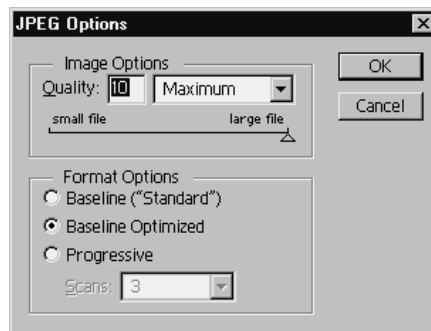 JPEG Options
Image Options
Quality: 10 Maximum
small file large file
Format Options
Baseline ("Standard")
Baseline Optimized
Progressive
Scans: 3
OK
Cancel